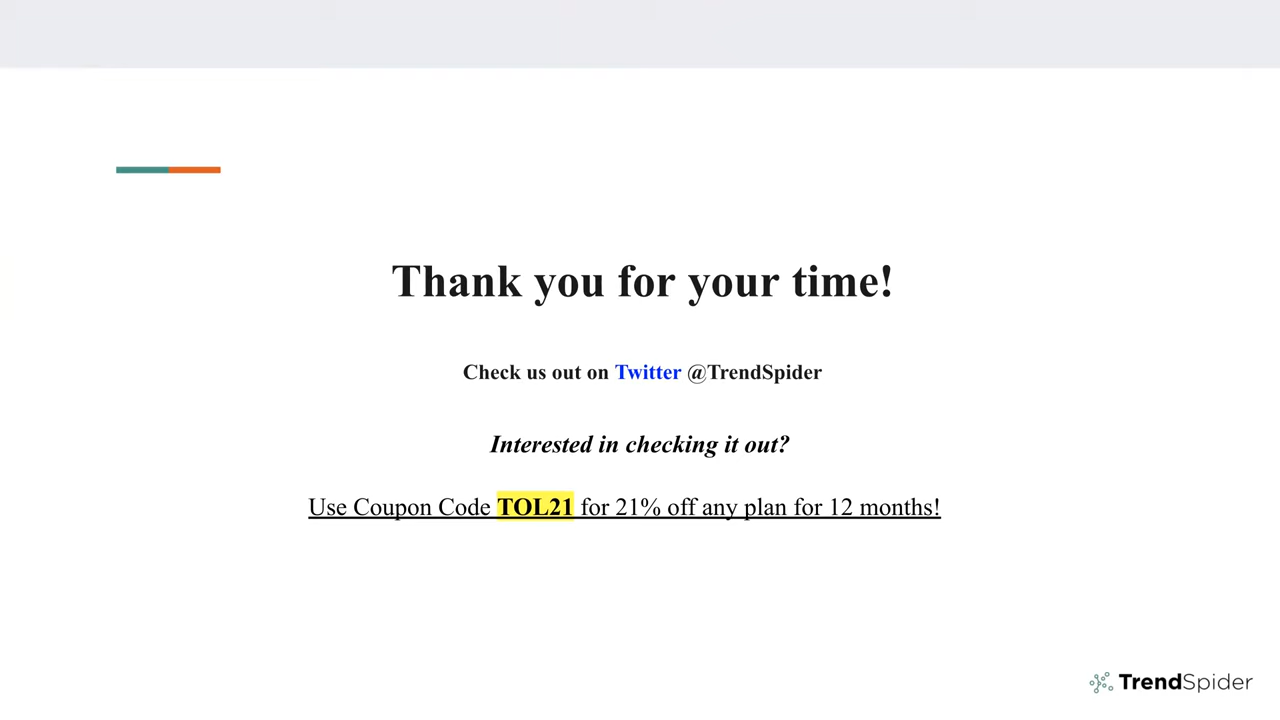 Thank you for your time!
Check us out on Twitter @TrendSpider
Interested in checking it out?
Use Coupon Code TOL21 for 21% off any plan for 12 months!
TrendSpider